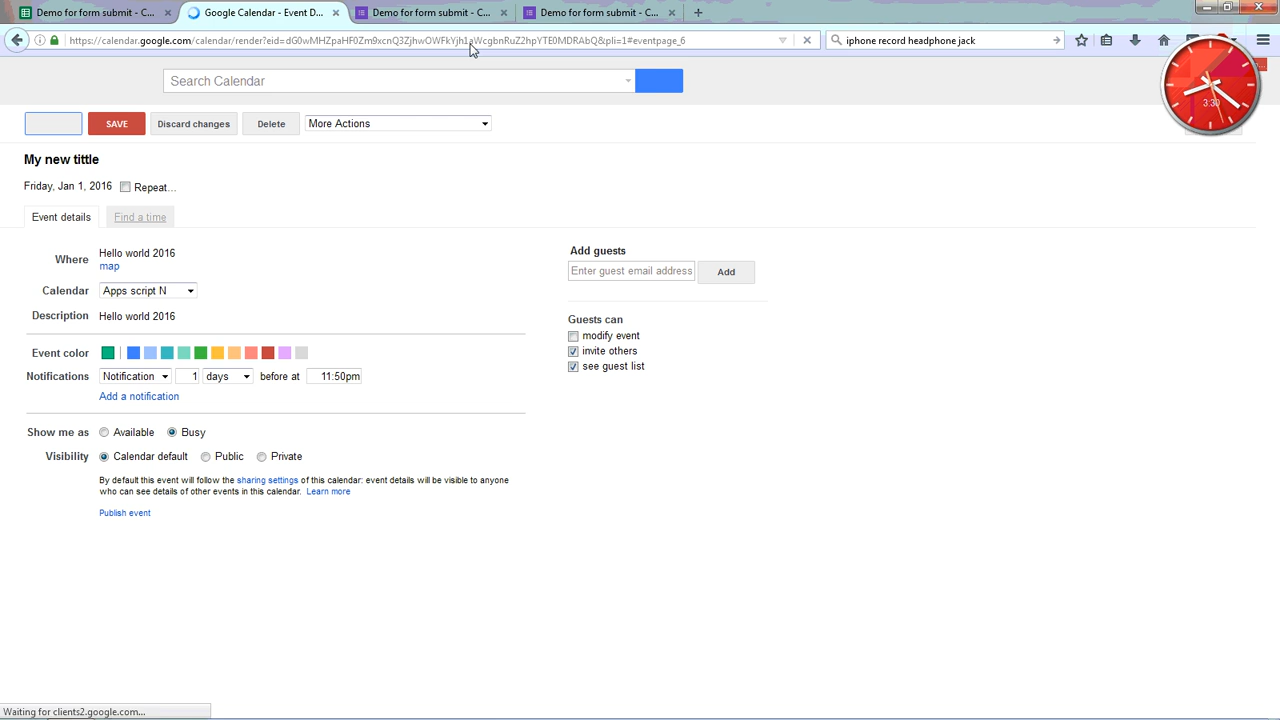 Demo for form submit - C...
Google Calendar - Event D...
Demo for form submit - C...
Demo for form submit - C...
https://calendar.google.com/calendar/render?eid=
iphone record headphone jack
Search Calendar
3:30
SAVE
Discard changes
Delete
More Actions
My new tittle
Friday, Jan 1, 2016
Repeat...
Event details
Find a time
Where
Hello world 2016
map
Calendar
Apps script N
Description
Hello world 2016
Event color
Notifications
Notification
1
days
before at
11:50pm
Add a notification
Show me as
Available
Busy
Visibility
Calendar default
Public
Private
By default this event will follow the sharing settings of this calendar: event details will be visible to anyone
who can see details of other events in this calendar. Learn more
Publish event
Add guests
Enter guest email address
Add
Guests can
modify event
invite others
see guest list
Waiting for clients2.google.com...